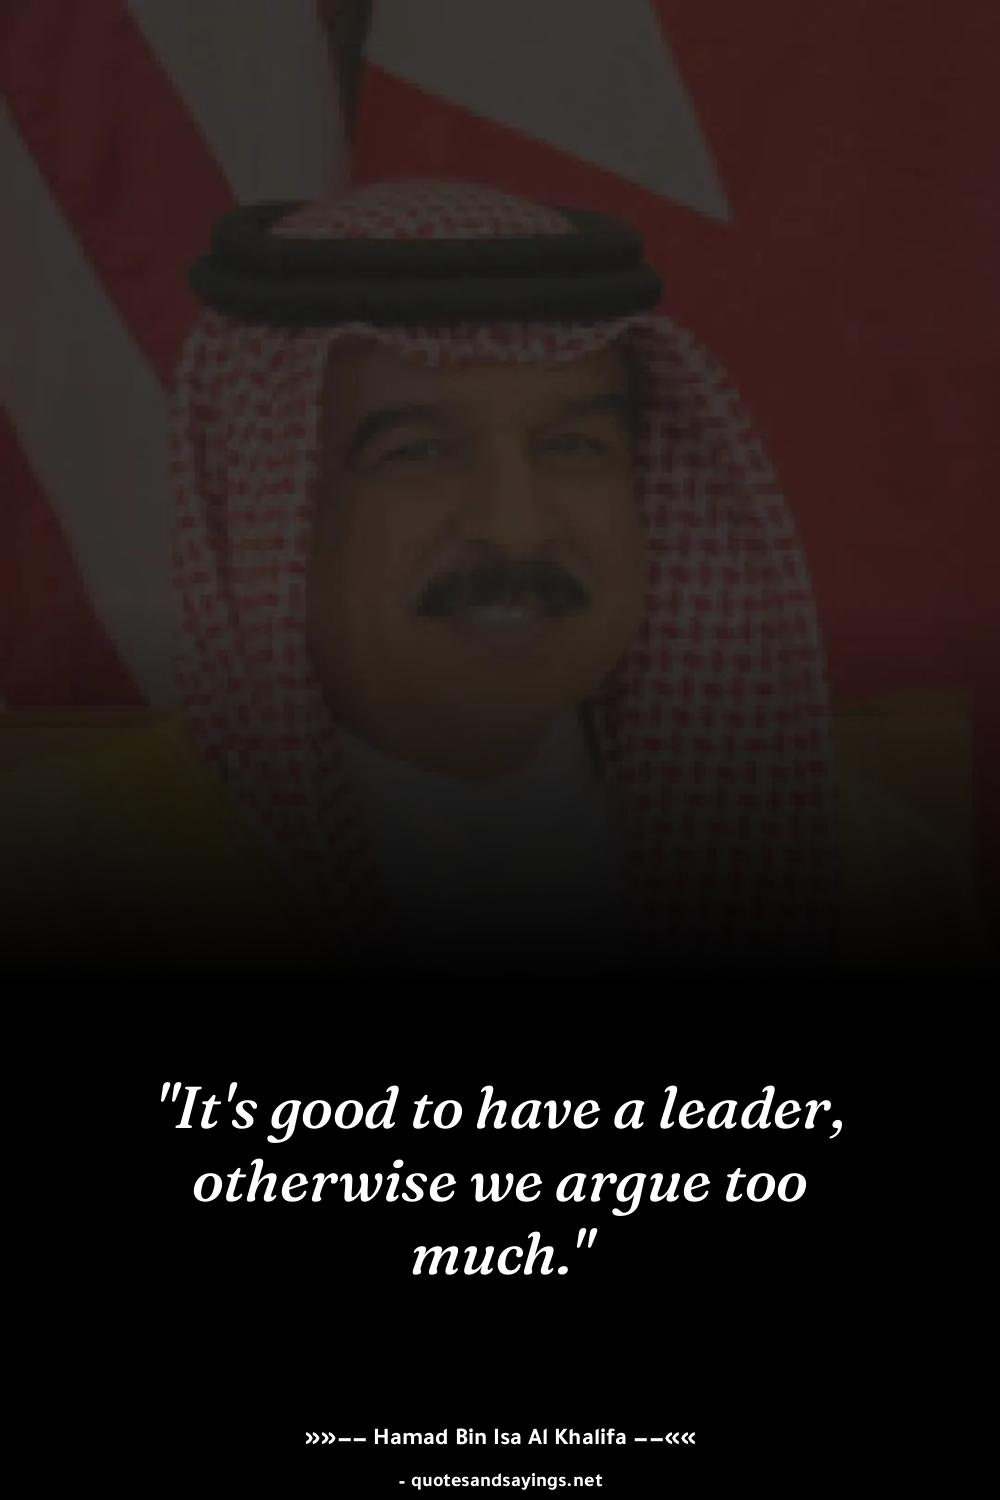 "It's good to have a leader,
otherwise we argue too
much."
»»−− Hamad Bin Isa Al Khalifa −−««
- quotesandsayings.net